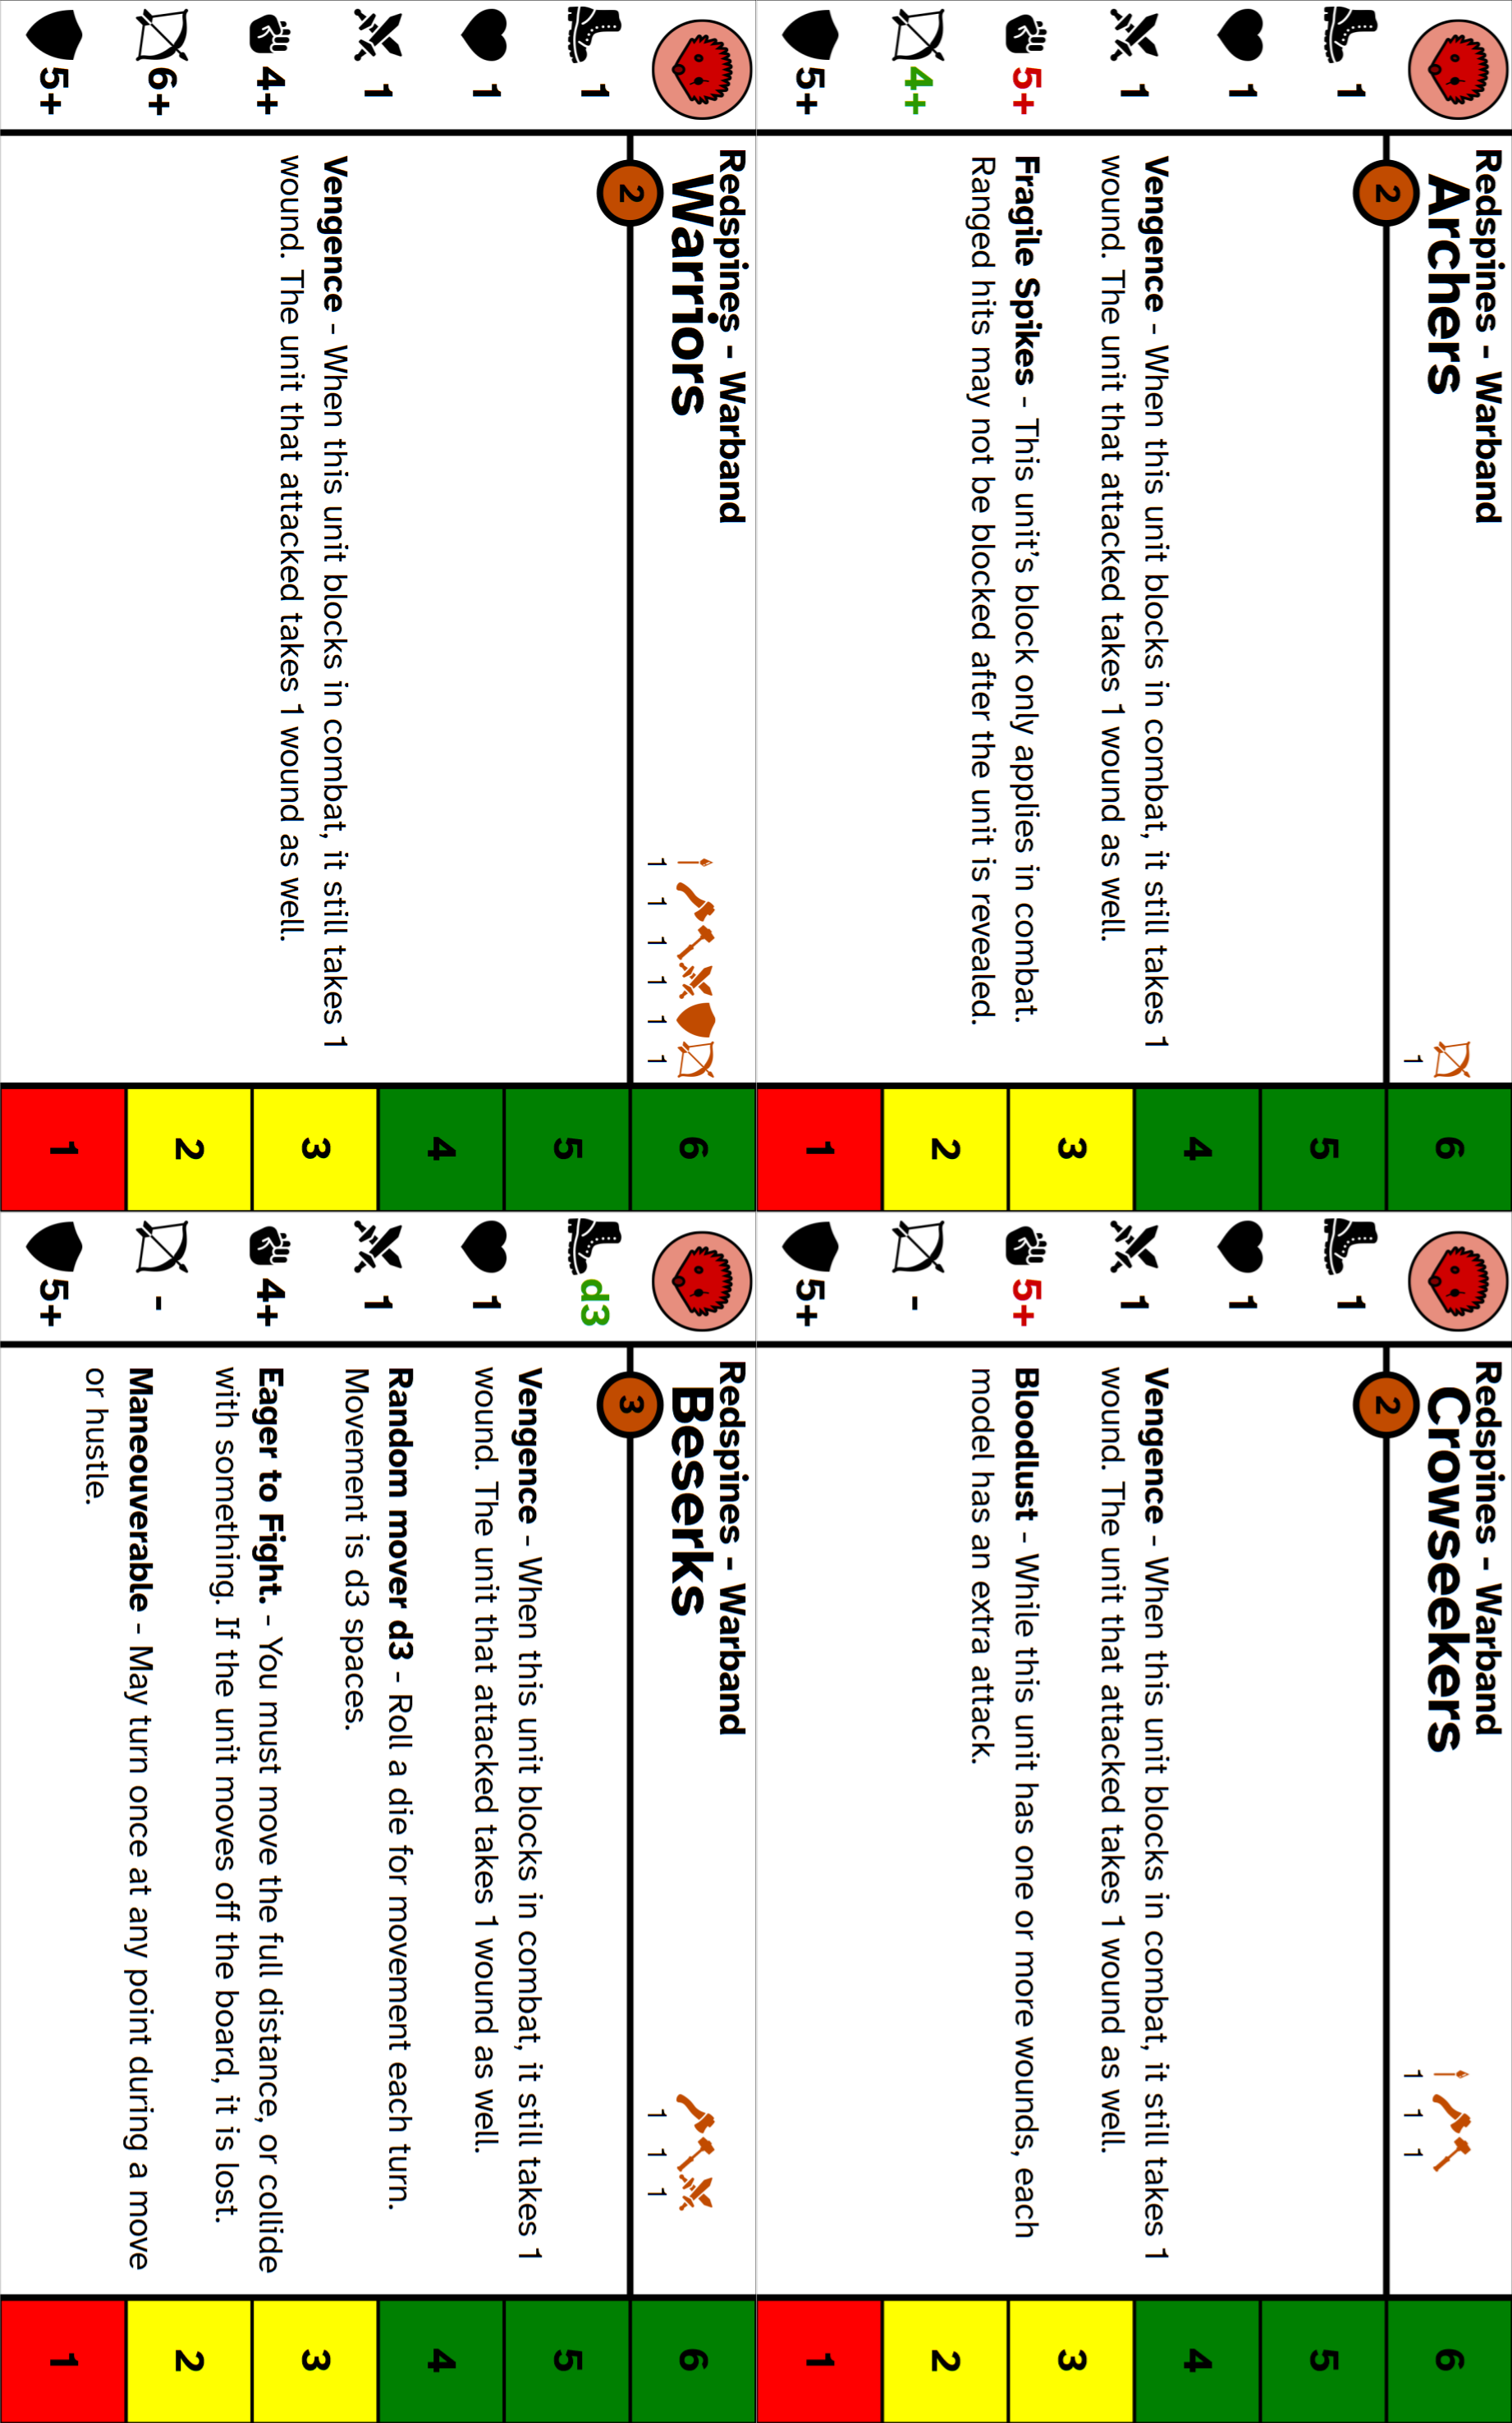 Redspines - Warband
Archers
2
1
1
1
1
5+
4+
5+
Vengence - When this unit blocks in combat, it still takes 1
wound. The unit that attacked takes 1 wound as well.
Fragile Spikes - This unit’s block only applies in combat.
Ranged hits may not be blocked after the unit is revealed.
6
5
4
3
2
1
Redspines - Warband
Crowseekers
2
1 1 1
1
1
1
5+
-
5+
Vengence - When this unit blocks in combat, it still takes 1
wound. The unit that attacked takes 1 wound as well.
Bloodlust - While this unit has one or more wounds, each
model has an extra attack.
6
5
4
3
2
1
Redspines - Warband
Warriors
2
1 1 1 1 1 1
1
1
1
4+
6+
5+
Vengence - When this unit blocks in combat, it still takes 1
wound. The unit that attacked takes 1 wound as well.
6
5
4
3
2
1
Redspines - Warband
Beserks
3
1 1 1
d3
1
1
4+
-
5+
Vengence - When this unit blocks in combat, it still takes 1
wound. The unit that attacked takes 1 wound as well.
Random mover d3 - Roll a die for movement each turn.
Movement is d3 spaces.
Eager to Fight. - You must move the full distance, or collide
with something. If the unit moves off the board, it is lost.
Maneouverable - May turn once at any point during a move
or hustle.
6
5
4
3
2
1